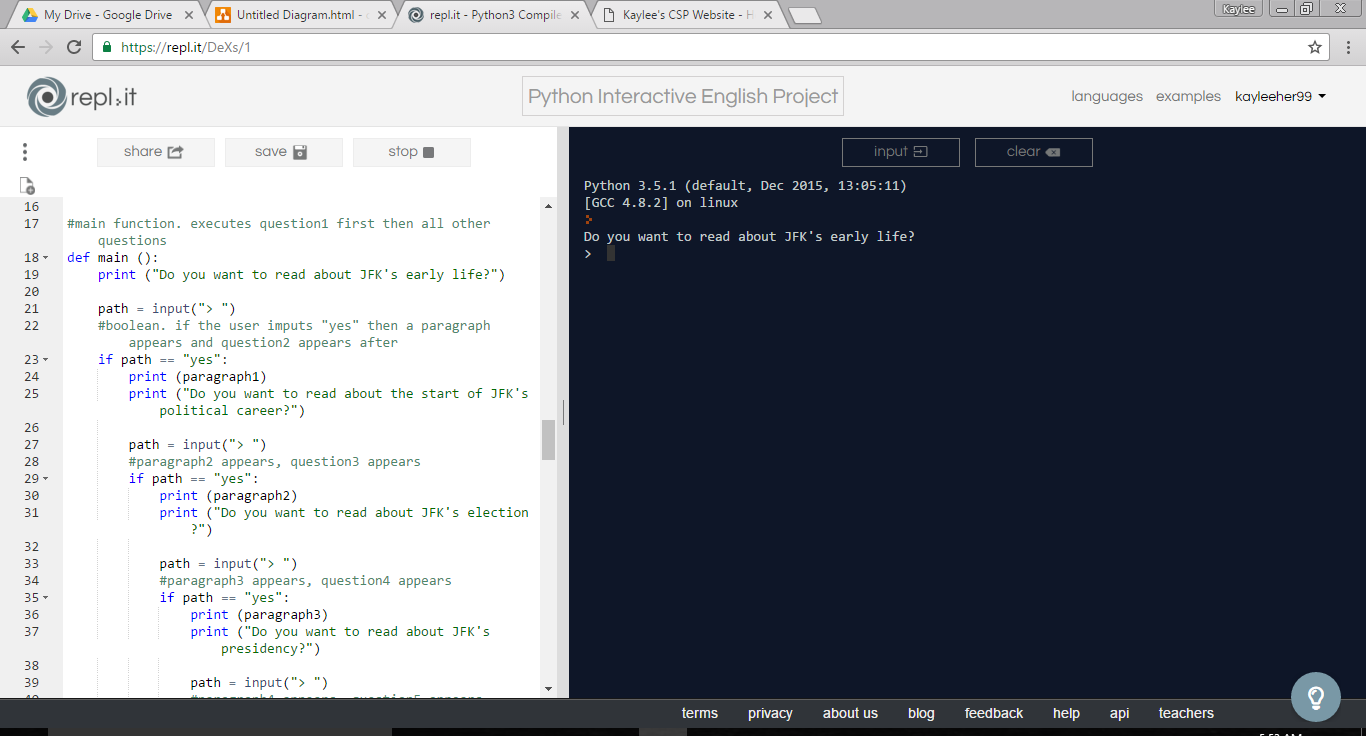 My Drive - Google Drive
Untitled Diagram.html -
repl.it - Python3 Compile
Kaylee's CSP Website - H
Kaylee
https://repl.it/DeXs/1
repl.it
Python Interactive English Project
languages examples kayleeher99
share save stop
input clear
16
17 #main function. executes question1 first then all other
questions
18 def main ():
19 print ("Do you want to read about JFK's early life?")
20
21 path = input("> ")
22 #boolean. if the user imputs "yes" then a paragraph
appears and question2 appears after
23 if path == "yes":
24 print (paragraph1)
25 print ("Do you want to read about the start of JFK's
political career?")
26
27 path = input("> ")
28 #paragraph2 appears, question3 appears
29 if path == "yes":
30 print (paragraph2)
31 print ("Do you want to read about JFK's election
?")
32
33 path = input("> ")
34 #paragraph3 appears, question4 appears
35 if path == "yes":
36 print (paragraph3)
37 print ("Do you want to read about JFK's
presidency?")
38
39 path = input("> ")
Python 3.5.1 (default, Dec 2015, 13:05:11)
[GCC 4.8.2] on linux
Do you want to read about JFK's early life?
>
terms privacy about us blog feedback help api teachers